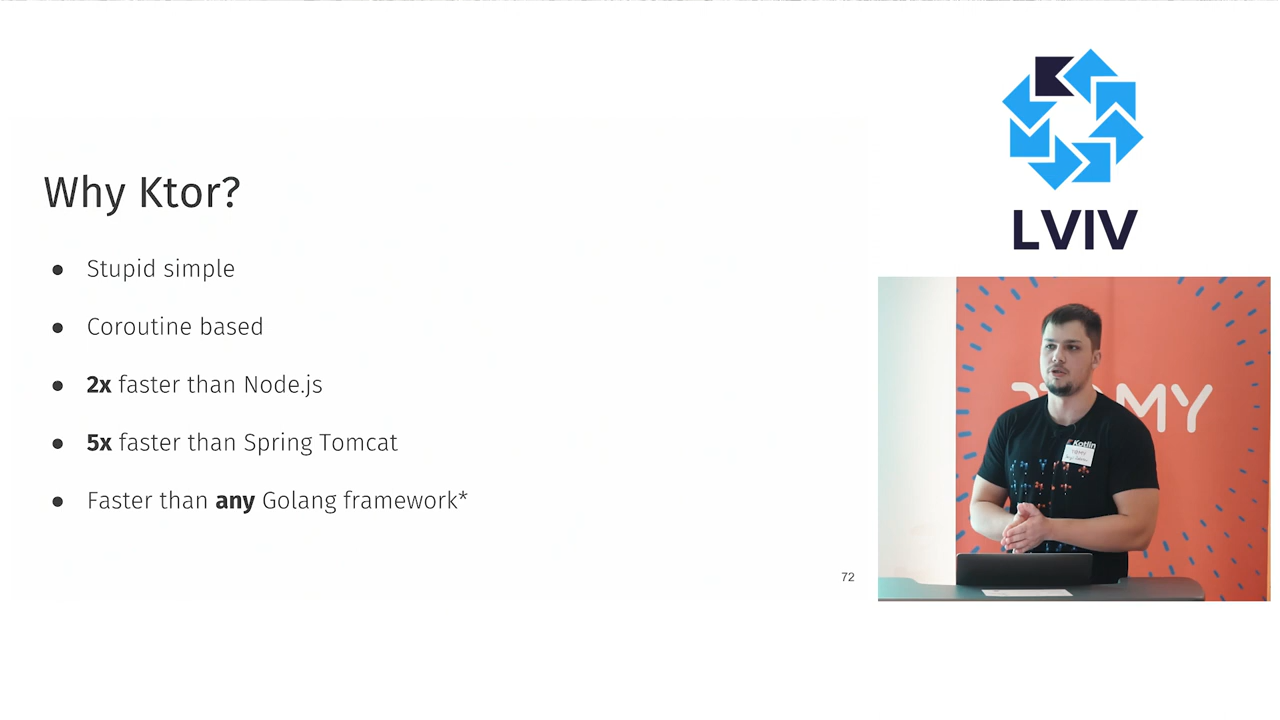 Why Ktor?
● Stupid simple
● Coroutine based
● 2x faster than Node.js
● 5x faster than Spring Tomcat
● Faster than any Golang framework*
72
LVIV
Kotlin